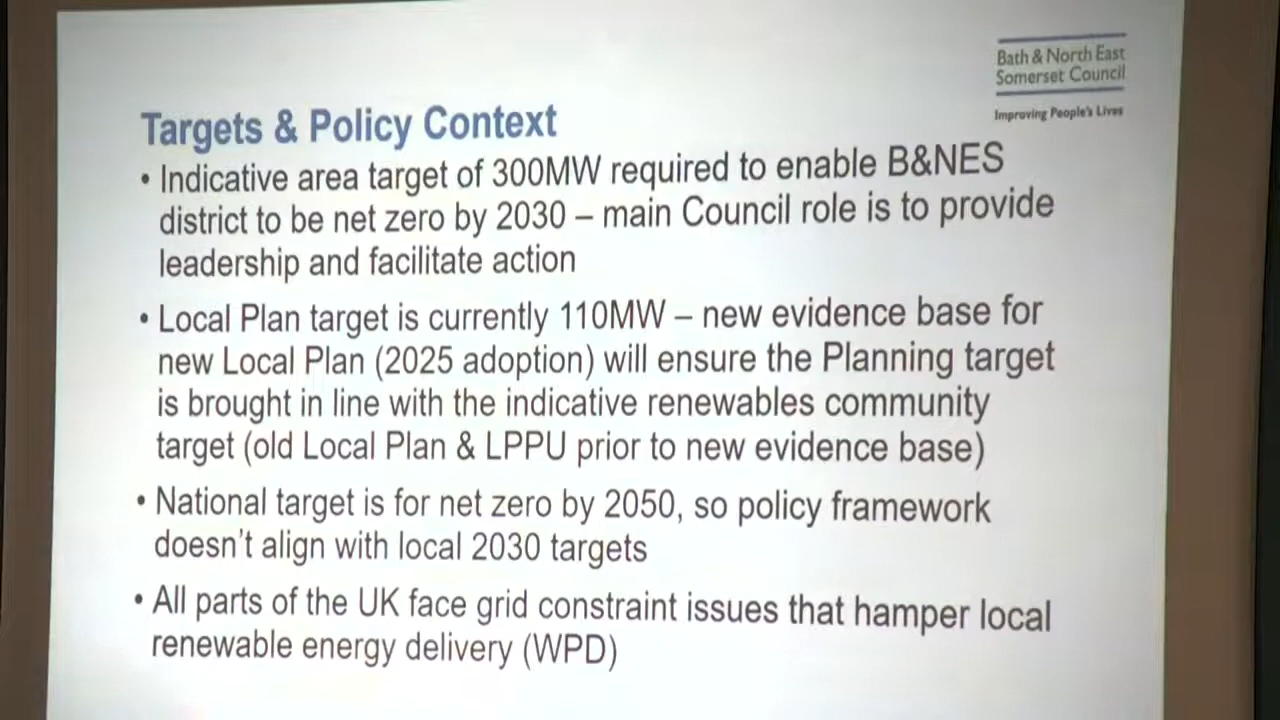 Bath & North East
Somerset Council
Improving People's Lives
Targets & Policy Context
• Indicative area target of 300MW required to enable B&NES
district to be net zero by 2030 – main Council role is to provide
leadership and facilitate action
• Local Plan target is currently 110MW – new evidence base for
new Local Plan (2025 adoption) will ensure the Planning target
is brought in line with the indicative renewables community
target (old Local Plan & LPPU prior to new evidence base)
• National target is for net zero by 2050, so policy framework
doesn't align with local 2030 targets
• All parts of the UK face grid constraint issues that hamper local
renewable energy delivery (WPD)